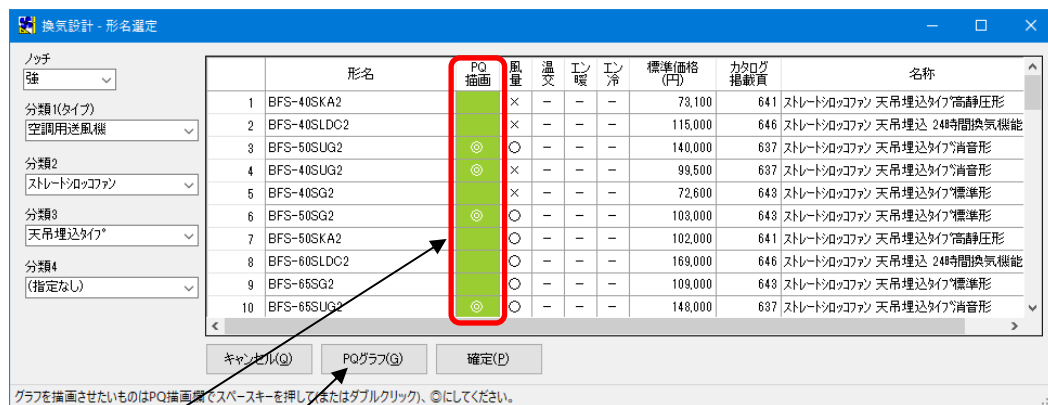 換気設計 - 形名選定
ノッチ
強
分類1(タイプ)
空調用送風機
分類2
ストレートシロッコファン
分類3
天吊埋込タイプ
分類4
(指定なし)
形名 PQ描画 風量 温交 エン暖 エン冷 標準価格(円) カタログ掲載頁 名称
1 BFS-40SKA2 × － － － 73,100 641 ストレートシロッコファン 天吊埋込タイプ高静圧形
2 BFS-40SLDC2 × － － － 115,000 646 ストレートシロッコファン 天吊埋込 24時間換気機能
3 BFS-50SUG2 ◎ ○ － － － 140,000 637 ストレートシロッコファン 天吊埋込タイプ消音形
4 BFS-40SUG2 ◎ × － － － 99,500 637 ストレートシロッコファン 天吊埋込タイプ消音形
5 BFS-40SG2 × － － － 72,600 643 ストレートシロッコファン 天吊埋込タイプ標準形
6 BFS-50SG2 ◎ ○ － － － 103,000 643 ストレートシロッコファン 天吊埋込タイプ標準形
7 BFS-50SKA2 ○ － － － 102,000 641 ストレートシロッコファン 天吊埋込タイプ高静圧形
8 BFS-60SLDC2 ○ － － － 169,000 646 ストレートシロッコファン 天吊埋込 24時間換気機能
9 BFS-65SG2 ○ － － － 109,000 643 ストレートシロッコファン 天吊埋込タイプ標準形
10 BFS-65SUG2 ◎ ○ － － － 148,000 637 ストレートシロッコファン 天吊埋込タイプ消音形
キャンセル(Q) PQグラフ(G) 確定(P)
グラフを描画させたいものはPQ描画欄でスペースキーを押して(またはダブルクリック)、◎にしてください。